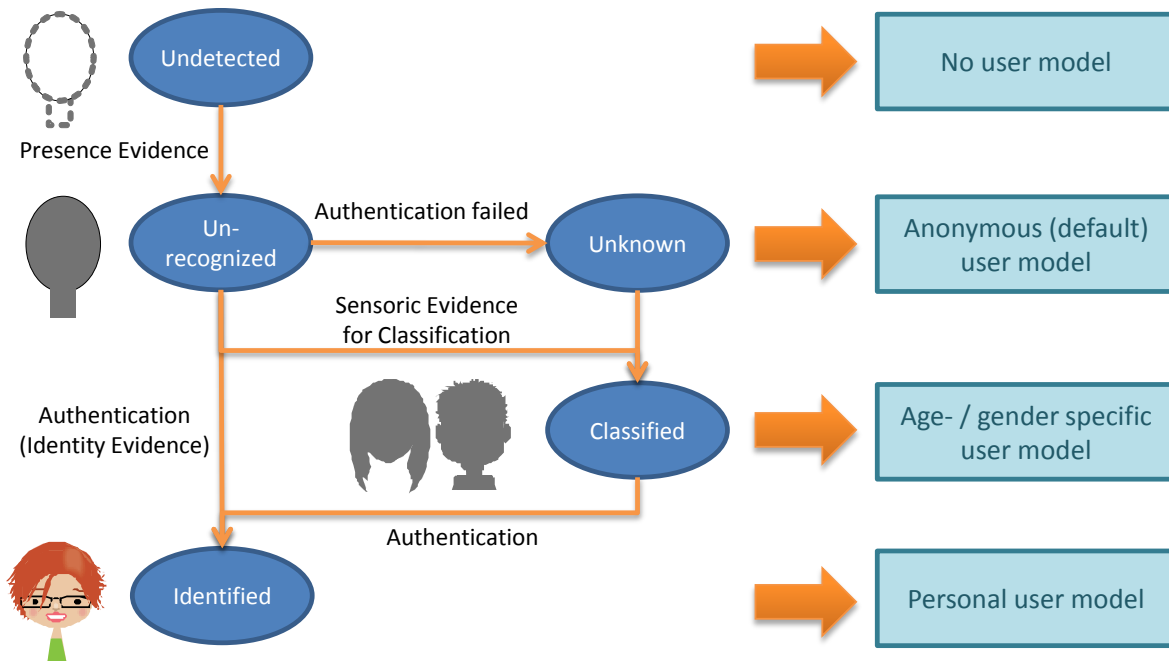 Undetected
No user model
Presence Evidence
Un-
recognized
Authentication failed
Unknown
Anonymous (default)
user model
Sensoric Evidence
for Classification
Authentication
(Identity Evidence)
Classified
Age- / gender specific
user model
Authentication
Identified
Personal user model